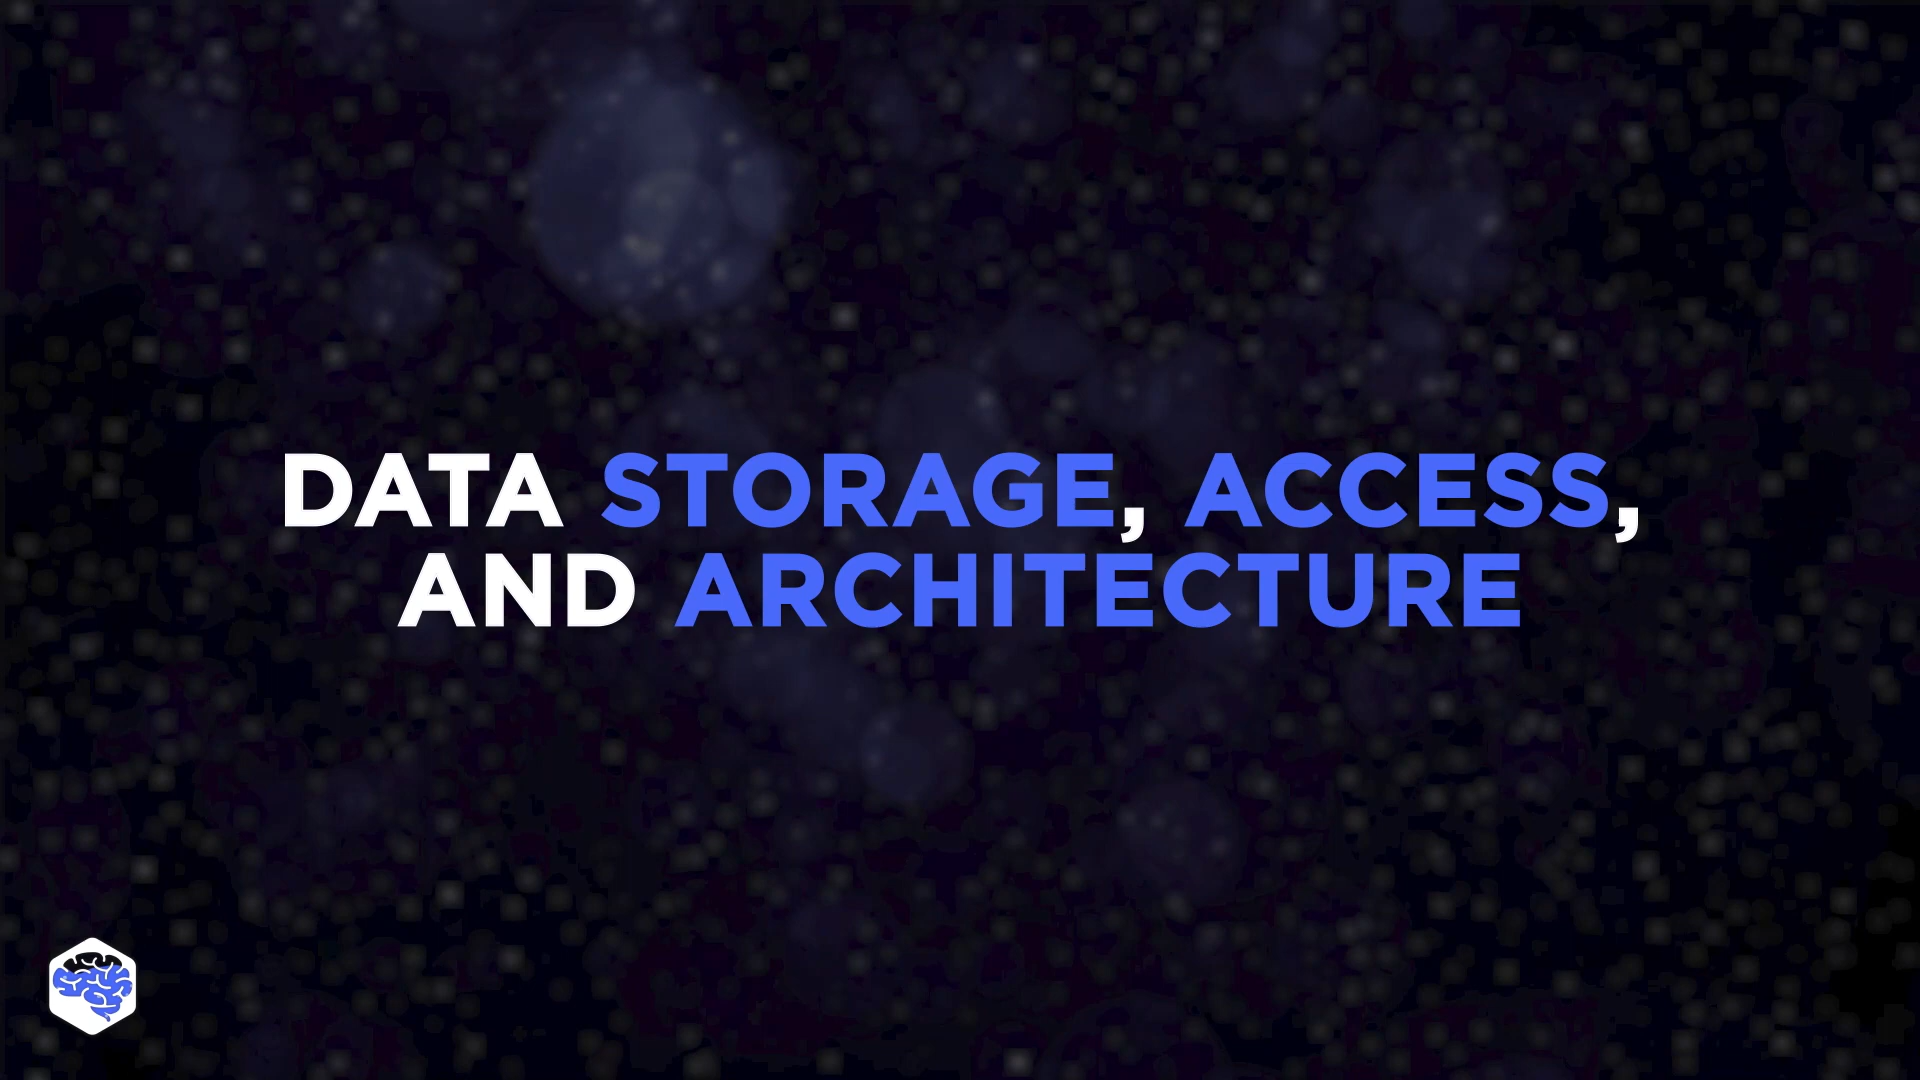 DATA STORAGE, ACCESS,
AND ARCHITECTURE